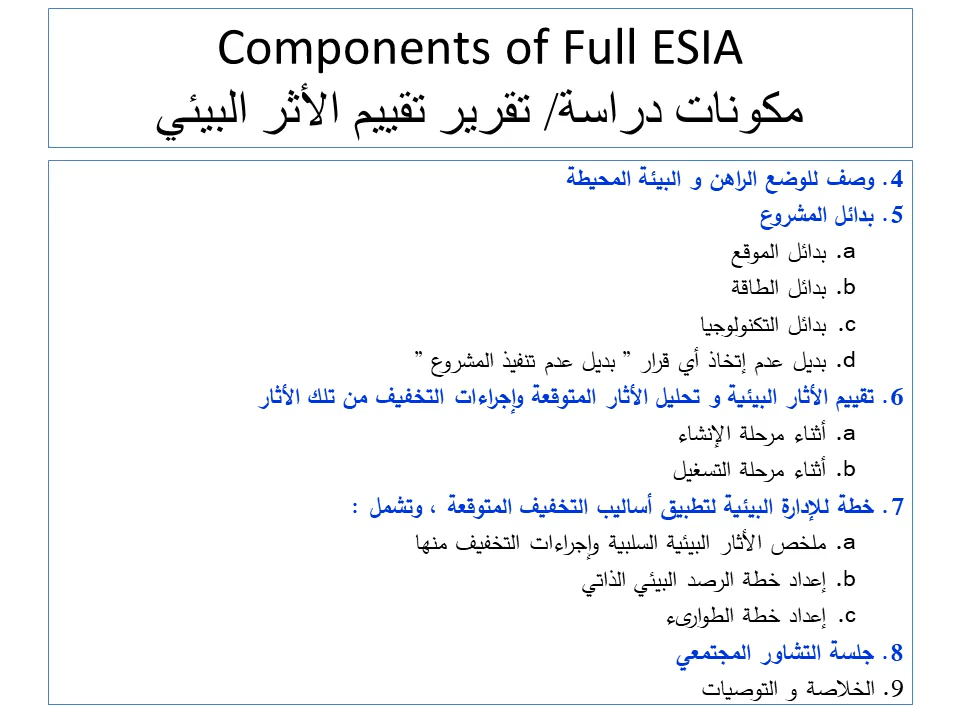 Components of Full ESIA
مكونات دراسة/ تقرير تقييم الأثر البيئي
4. وصف للوضع الراهن و البيئة المحيطة
5. بدائل المشروع
a. بدائل الموقع
b. بدائل الطاقة
c. بدائل التكنولوجيا
d. بديل عدم إتخاذ أي قرار ” بديل عدم تنفيذ المشروع ”
6. تقييم الأثار البيئية و تحليل الأثار المتوقعة وإجراءات التخفيف من تلك الأثار
a. أثناء مرحلة الإنشاء
b. أثناء مرحلة التسغيل
7. خطة للإدارة البيئية لتطبيق أساليب التخفيف المتوقعة ، وتشمل :
a. ملخص الأثار البيئية السلبية وإجراءات التخفيف منها
b. إعداد خطة الرصد البيئي الذاتي
c. إعداد خطة الطوارىء
8. جلسة التشاور المجتمعي
9. الخلاصة و التوصيات